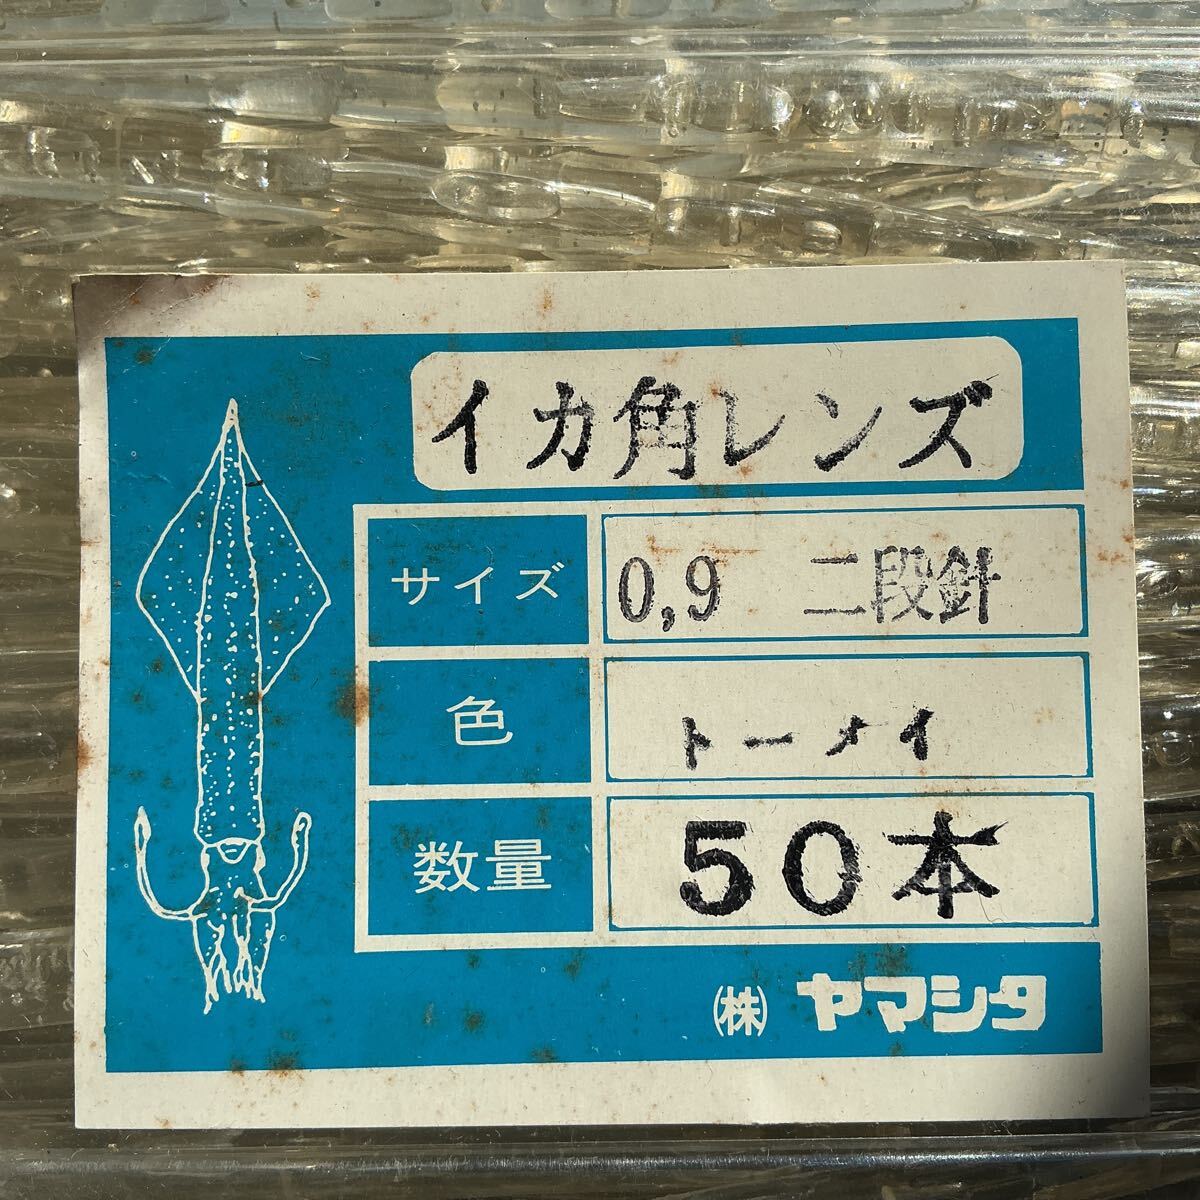 イカ角レンズ
サイズ 0,9 二段針
色 トーメイ
数量 50本
㈱ ヤマシタ